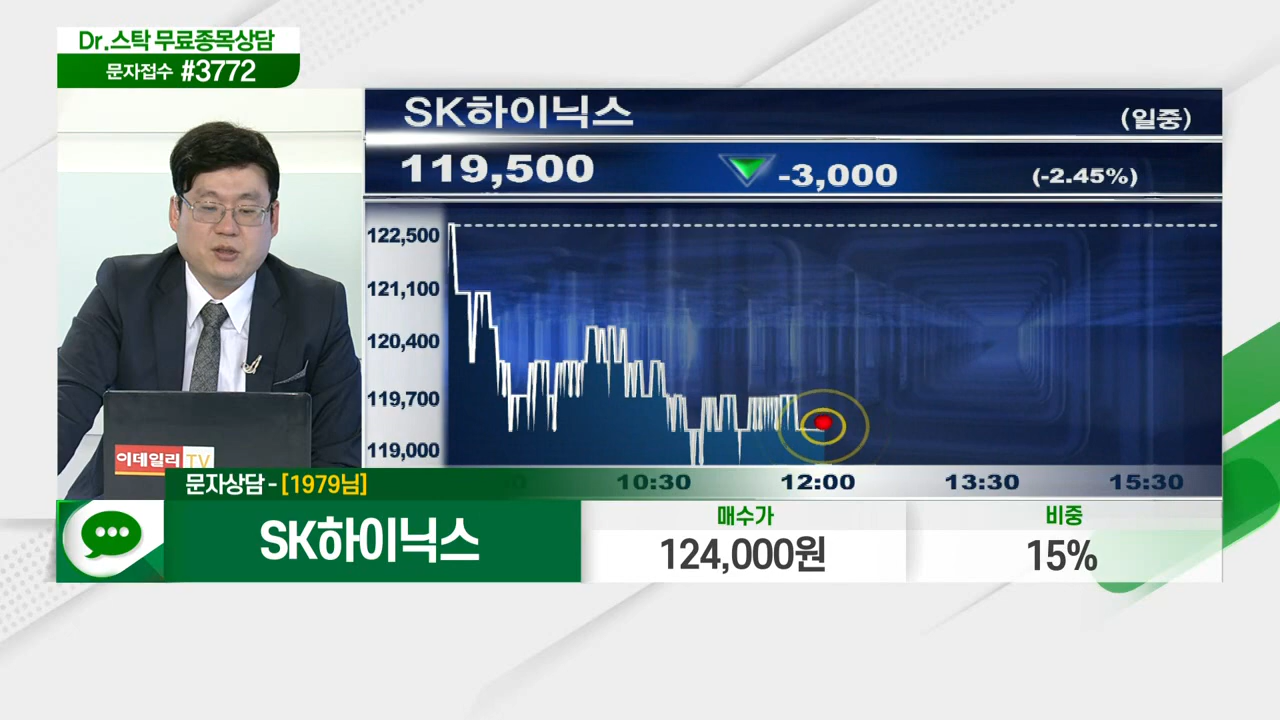 Dr.스탁 무료종목상담
문자접수 #3772
SK하이닉스
(일중)
119,500 -3,000 (-2.45%)
122,500
121,100
120,400
119,700
119,000
10:30 12:00 13:30 15:30
이데일리 TV
문자상담 - [1979님]
SK하이닉스
매수가
124,000원
비중
15%